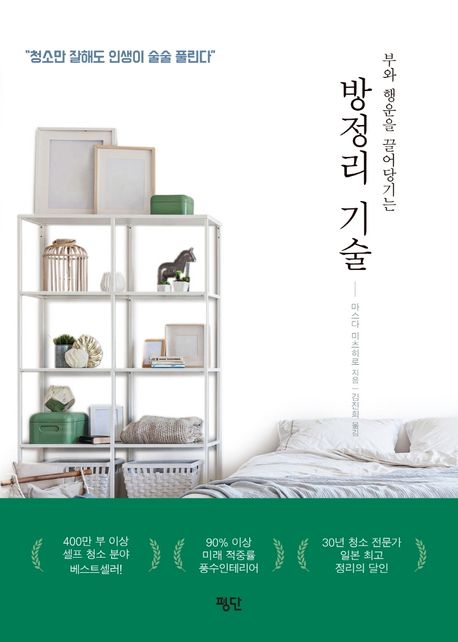 "청소만 잘해도 인생이 술술 풀린다"
부와 행운을 끌어당기는
방정리 기술
마스다 미츠히로 지음 | 김진희 옮김
400만 부 이상
셀프 청소 분야
베스트셀러!
90% 이상
미래 적중률
풍수인테리어
30년 청소 전문가
일본 최고
정리의 달인
평단